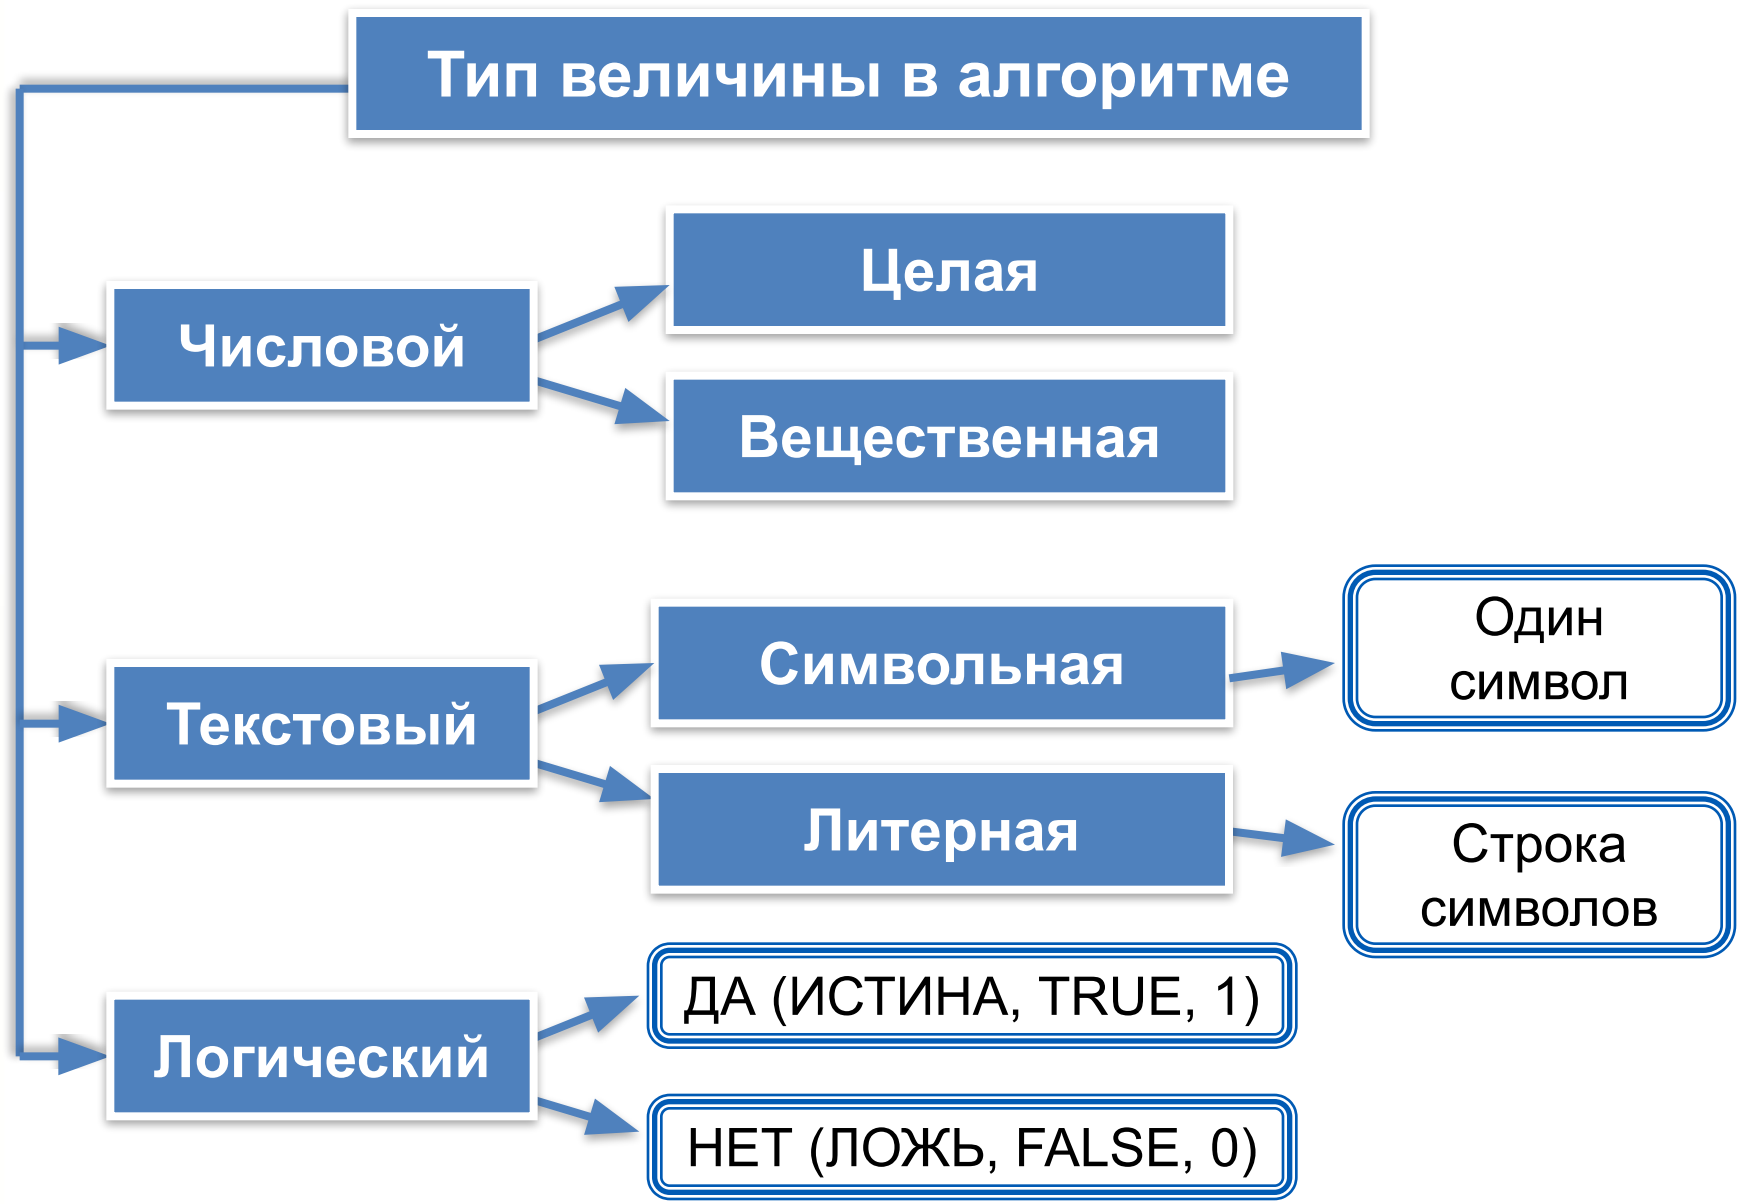 Тип величины в алгоритме
Числовой
Целая
Вещественная
Текстовый
Символьная
Один
символ
Литерная
Строка
символов
Логический
ДА (ИСТИНА, TRUE, 1)
НЕТ (ЛОЖЬ, FALSE, 0)